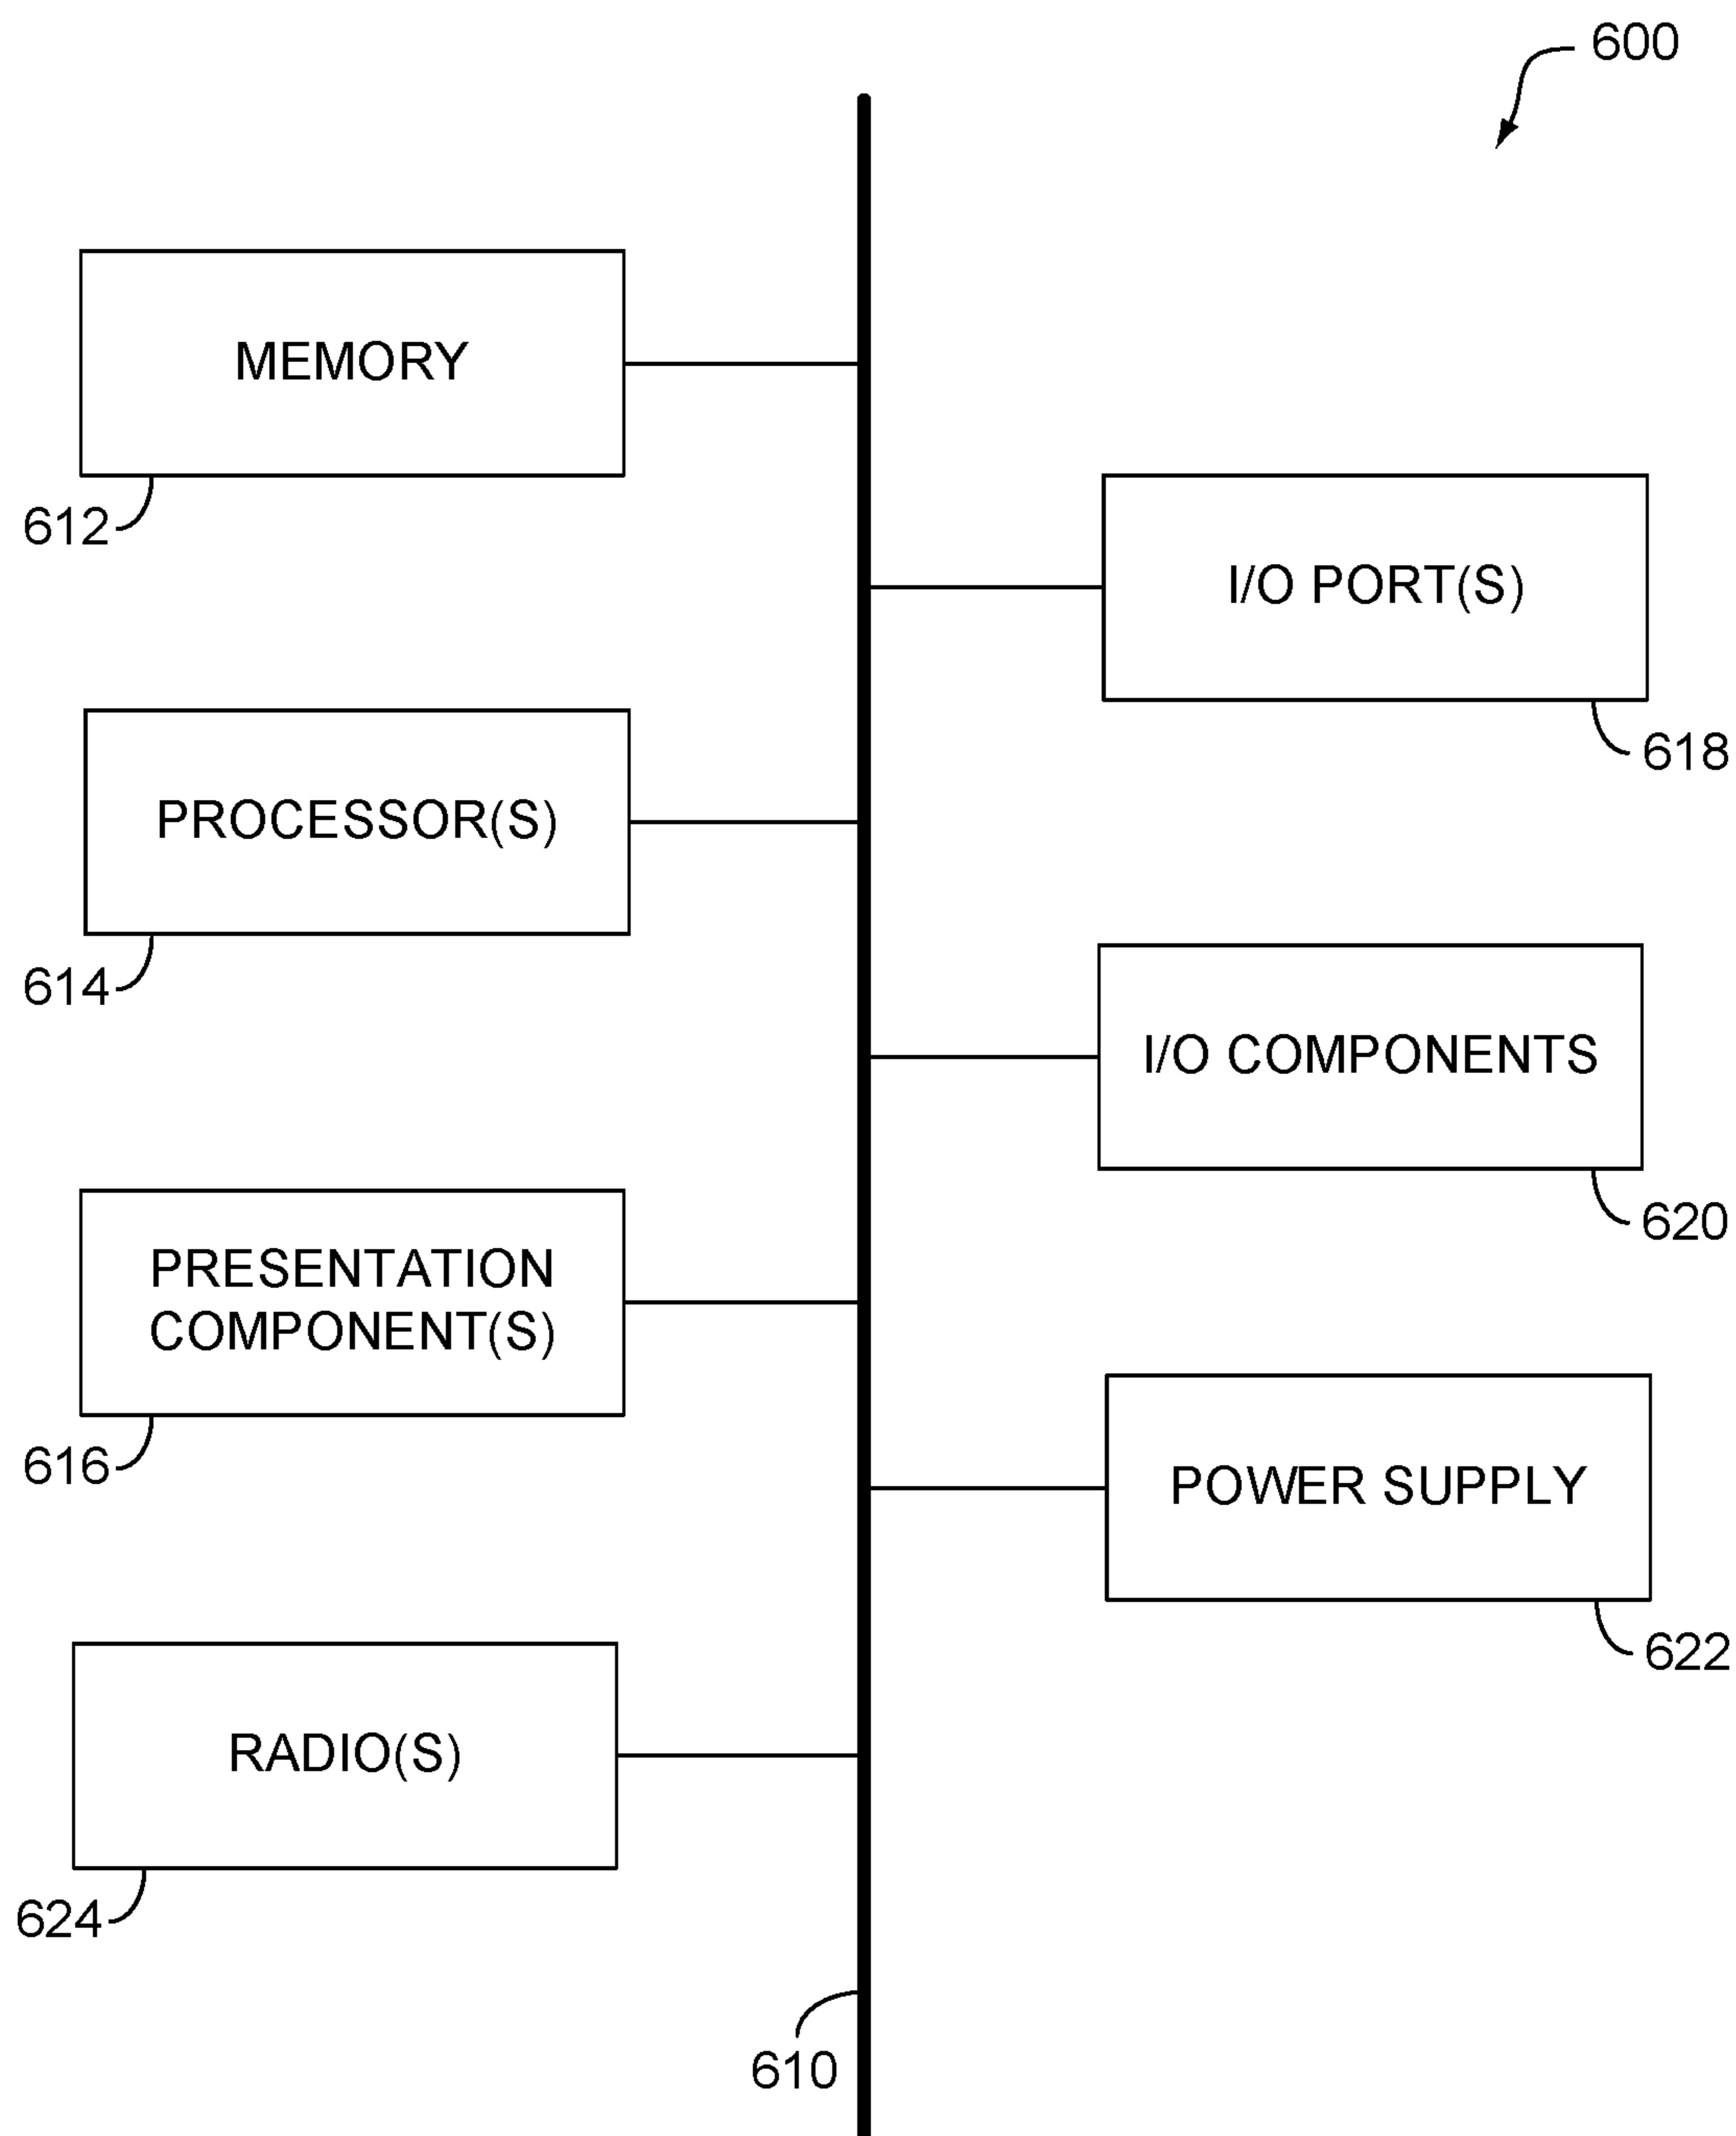 600
MEMORY
612
I/O PORT(S)
618
PROCESSOR(S)
614
I/O COMPONENTS
620
PRESENTATION
COMPONENT(S)
616
POWER SUPPLY
622
RADIO(S)
624
610